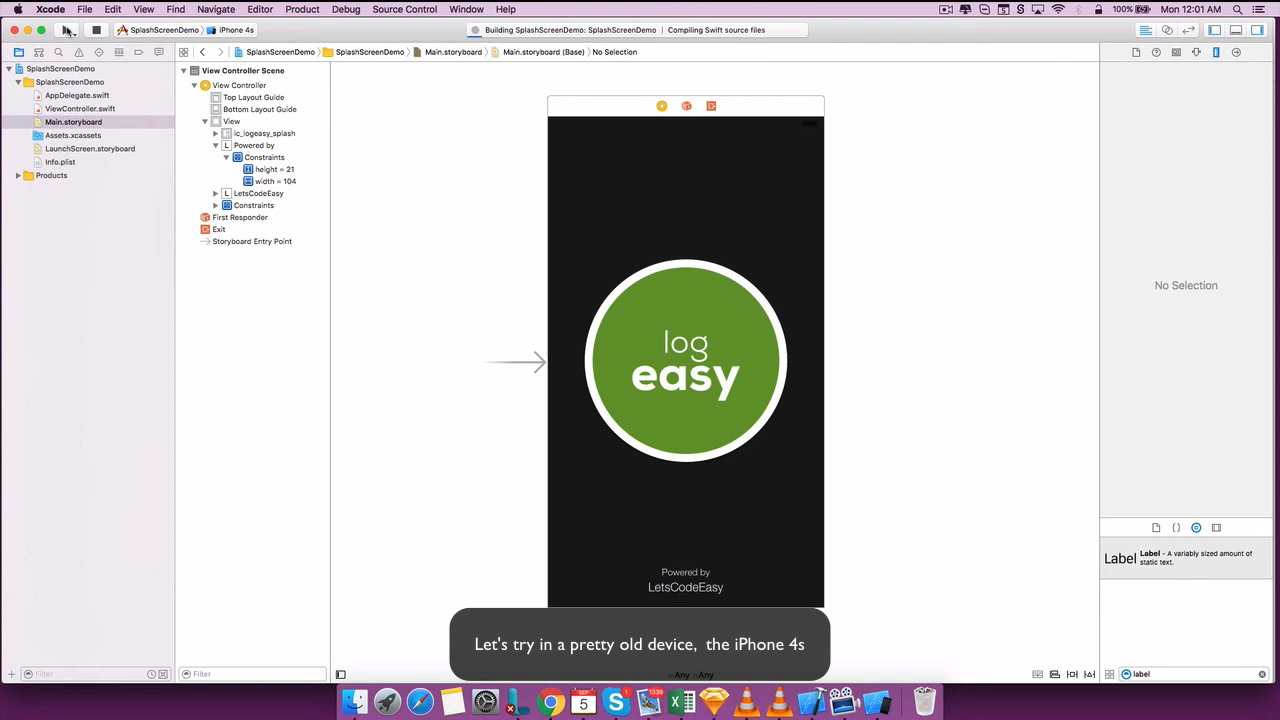 Xcode File Edit View Find Navigate Editor Product Debug Source Control Window Help
100% Mon 12:01 AM
SplashScreenDemo iPhone 4s
Building SplashScreenDemo: SplashScreenDemo Compiling Swift source files
SplashScreenDemo SplashScreenDemo Main.storyboard Main.storyboard (Base) No Selection
SplashScreenDemo
SplashScreenDemo
AppDelegate.swift
ViewController.swift
Main.storyboard
Assets.xcassets
LaunchScreen.storyboard
Info.plist
Products
View Controller Scene
View Controller
Top Layout Guide
Bottom Layout Guide
View
ic_logeasy_splash
L Powered by
Constraints
height = 21
width = 104
L LetsCodeEasy
Constraints
First Responder
Exit
Storyboard Entry Point
log
easy
Powered by
LetsCodeEasy
No Selection
Label Label - A variably sized amount of
static text.
Let's try in a pretty old device, the iPhone 4s
Filter
Filter
Any Any
label
5
1
1339